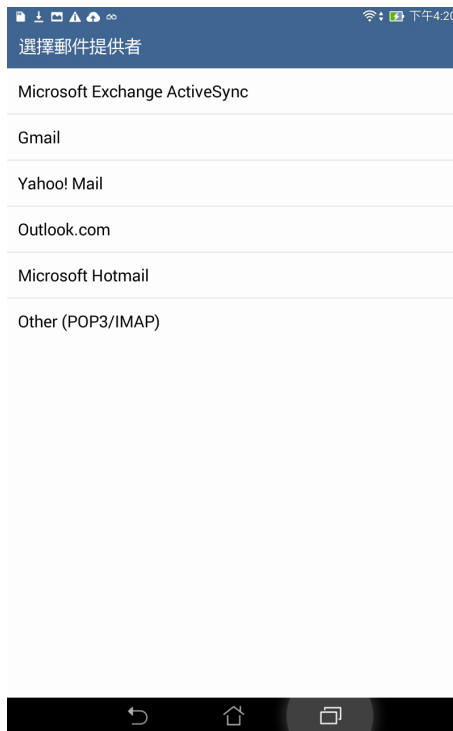 下午4:20
選擇郵件提供者
Microsoft Exchange ActiveSync
Gmail
Yahoo! Mail
Outlook.com
Microsoft Hotmail
Other (POP3/IMAP)